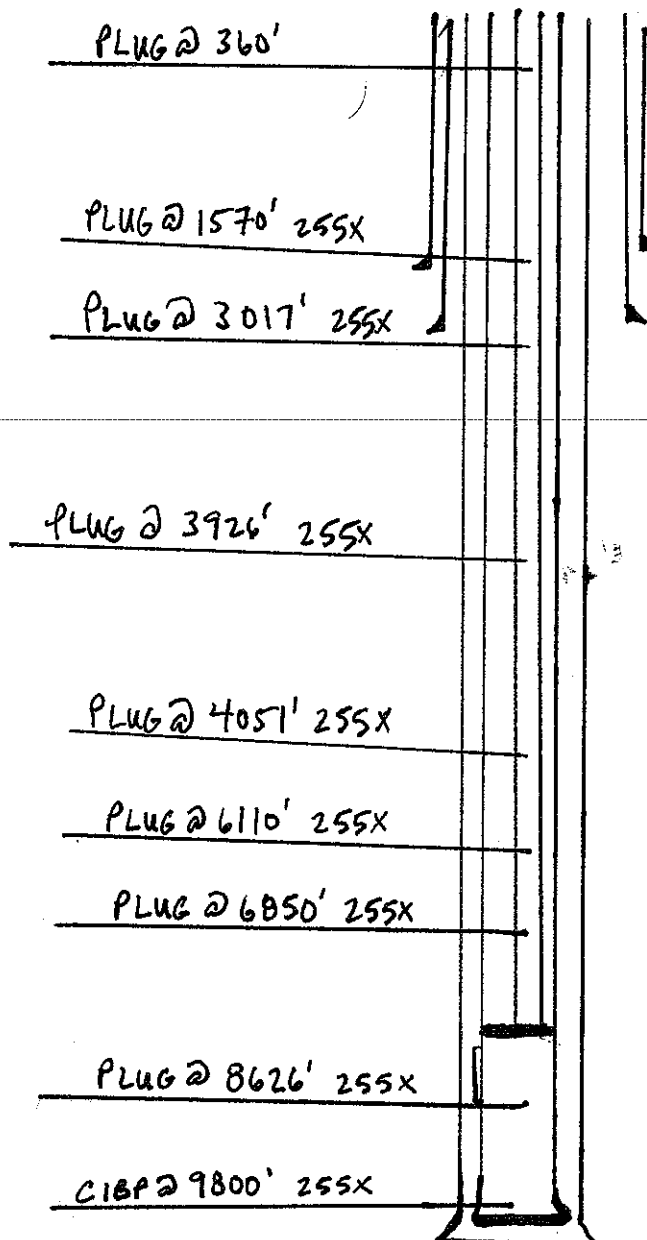 PLUG @ 360'
PLUG @ 1570' 25SX
PLUG @ 3017' 25SX
PLUG @ 3926' 25SX
PLUG @ 4051' 25SX
PLUG @ 6110' 25SX
PLUG @ 6850' 25SX
PLUG @ 8626' 25SX
CIBP @ 9800' 25SX